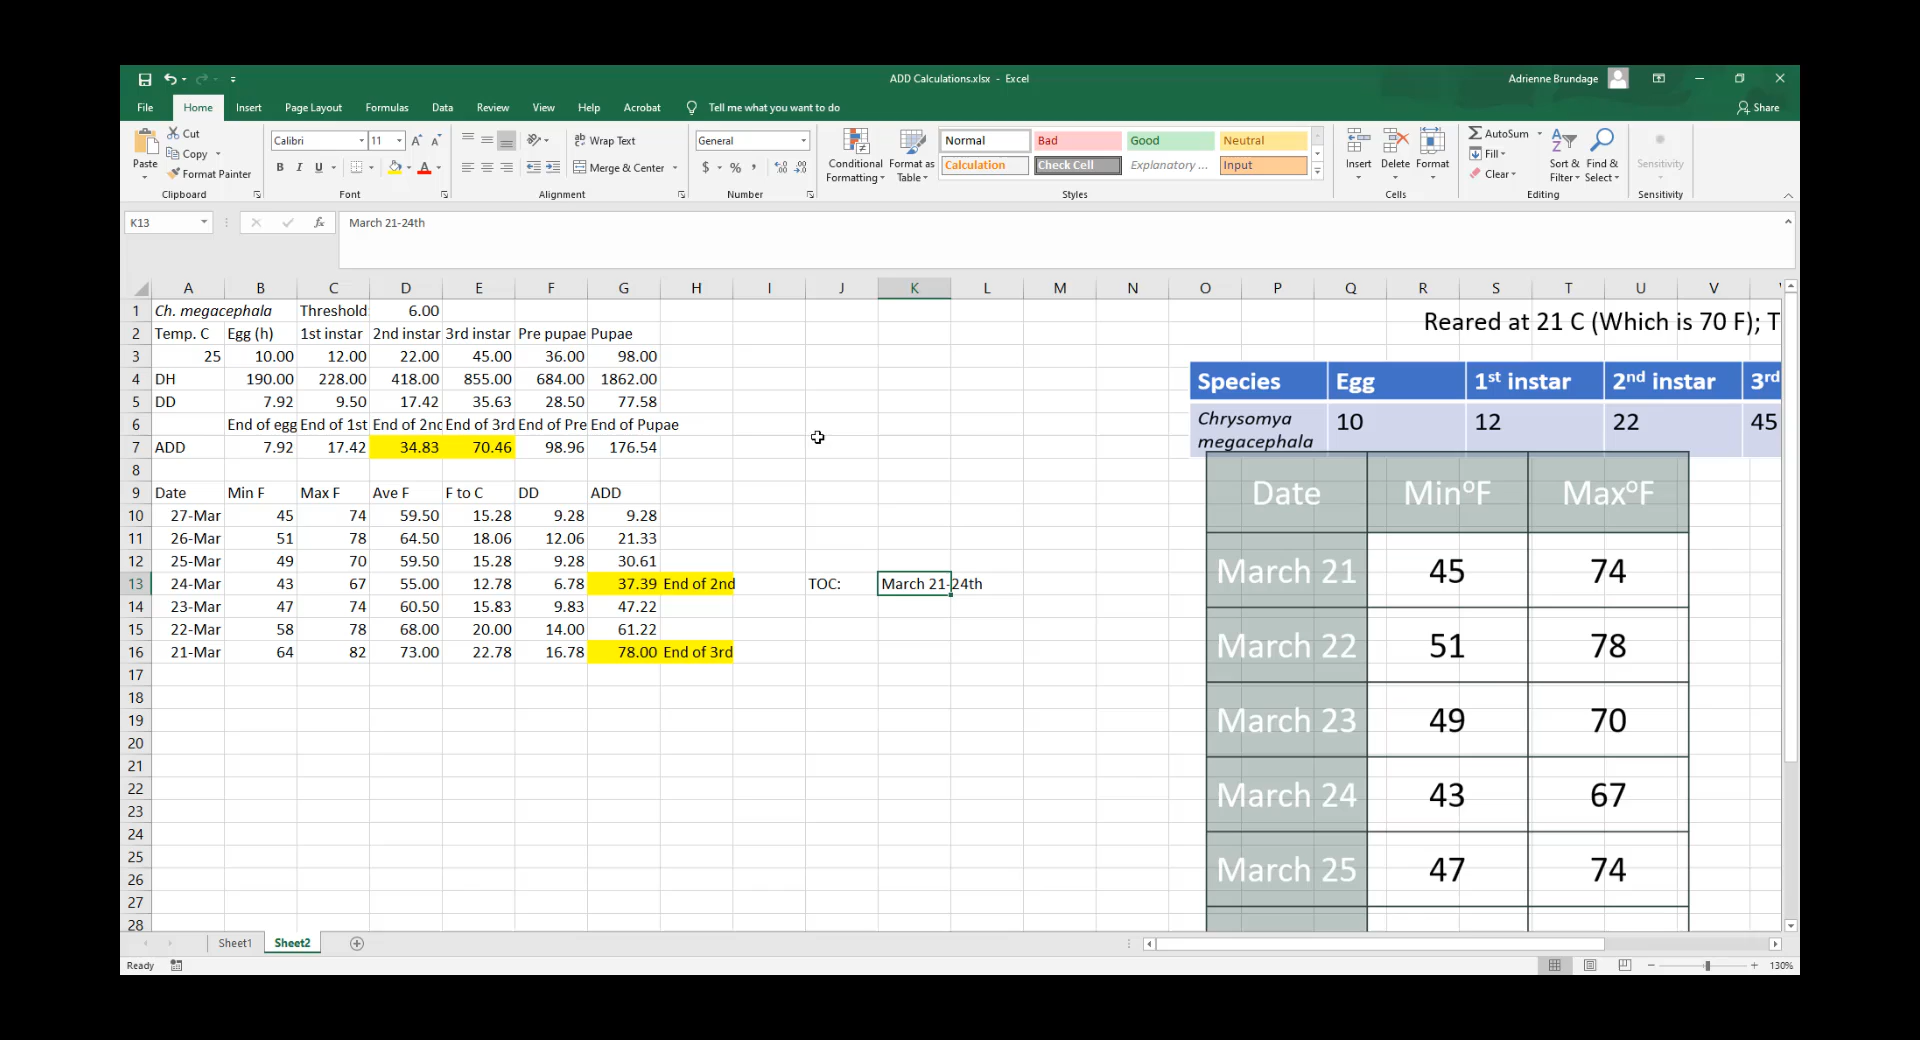 ADD Calculations.xlsx - Excel
Adrienne Brundage
File Home Insert Page Layout Formulas Data Review View Help Acrobat Tell me what you want to do
Share
Paste
Cut
Copy
Format Painter
Clipboard
Calibri 11
B I U
Font
Wrap Text
Merge & Center
Alignment
General
$ % ,
Number
Conditional Formatting
Format as Table
Normal Bad Good Neutral
Calculation Check Cell Explanatory ... Input
Styles
Insert Delete Format
Cells
AutoSum
Fill
Clear
Sort & Filter
Find & Select
Editing
Sensitivity
Sensitivity
K13 fx March 21-24th
A B C D E F G H I J K L M N O P Q R S T U V
1 Ch. megacephala Threshold 6.00
2 Temp. C Egg (h) 1st instar 2nd instar 3rd instar Pre pupae Pupae
3 25 10.00 12.00 22.00 45.00 36.00 98.00
4 DH 190.00 228.00 418.00 855.00 684.00 1862.00
5 DD 7.92 9.50 17.42 35.63 28.50 77.58
6 End of egg End of 1st End of 2nd End of 3rd End of Pre End of Pupae
7 ADD 7.92 17.42 34.83 70.46 98.96 176.54
8
9 Date Min F Max F Ave F F to C DD ADD
10 27-Mar 45 74 59.50 15.28 9.28 9.28
11 26-Mar 51 78 64.50 18.06 12.06 21.33
12 25-Mar 49 70 59.50 15.28 9.28 30.61
13 24-Mar 43 67 55.00 12.78 6.78 37.39 End of 2nd TOC: March 21-24th
14 23-Mar 47 74 60.50 15.83 9.83 47.22
15 22-Mar 58 78 68.00 20.00 14.00 61.22
16 21-Mar 64 82 73.00 22.78 16.78 78.00 End of 3rd
17
18
19
20
21
22
23
24
25
26
27
28
Reared at 21 C (Which is 70 F); T
Species Egg 1st instar 2nd instar 3rd
Chrysomya megacephala 10 12 22 45
Date MinºF MaxºF
March 21 45 74
March 22 51 78
March 23 49 70
March 24 43 67
March 25 47 74
Sheet1 Sheet2
Ready
130%